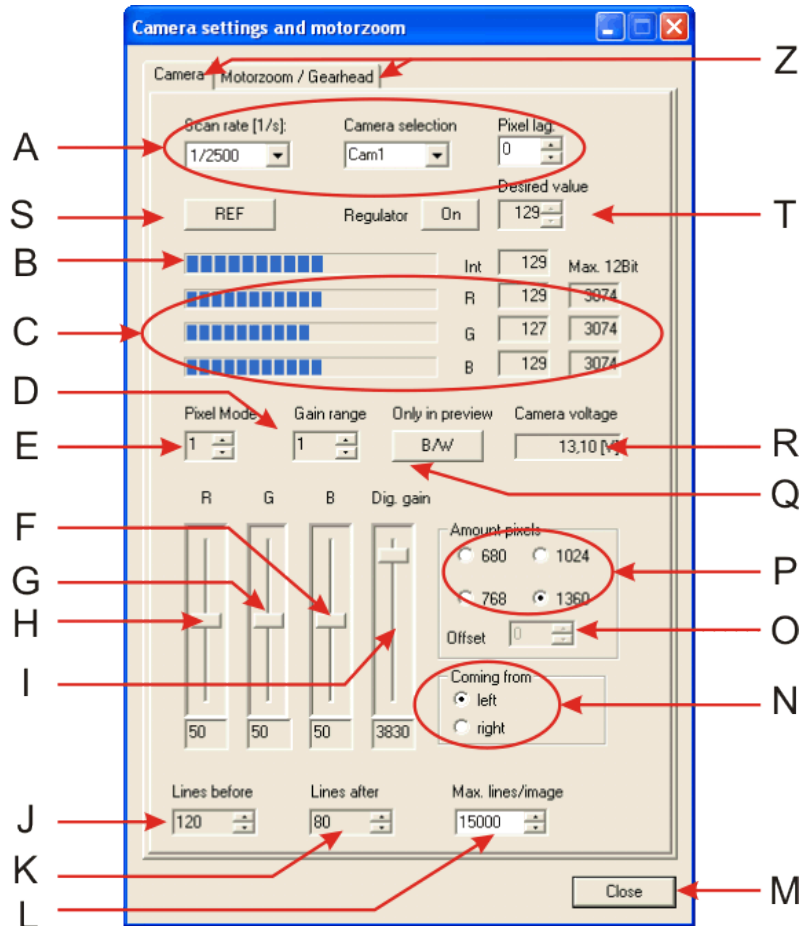 Camera settings and motorzoom
Z
Camera Motorzoom / Gearhead
A
Scan rate [1/s]: Camera selection Pixel lag:
1/2500 Cam1 0
Desired value
S REF Regulator On 129 T
B Int 129 Max. 12Bit
R 129 3074
C G 127 3074
B 129 3074
D
Pixel Mode Gain range Only in preview Camera voltage
E 1 1 B/W 13,10 [V] R
Q
R G B Dig. gain
F Amount pixels
680 1024
G P
768 1360
H Offset 0 O
I Coming from
left N
right
50 50 50 3830
Lines before Lines after Max. lines/image
J 120 80 15000
K
Close M
L